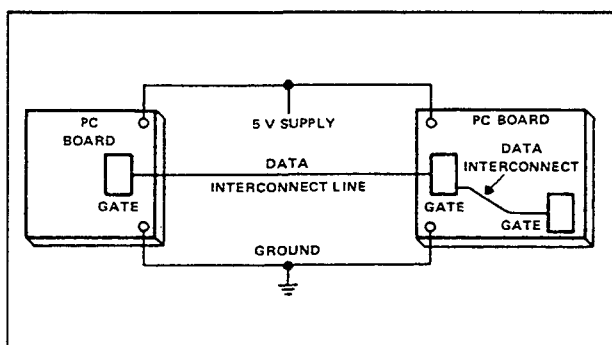 PC
BOARD
GATE
5 V SUPPLY
DATA
INTERCONNECT LINE
GROUND
PC BOARD
DATA
INTERCONNECT
GATE
GATE